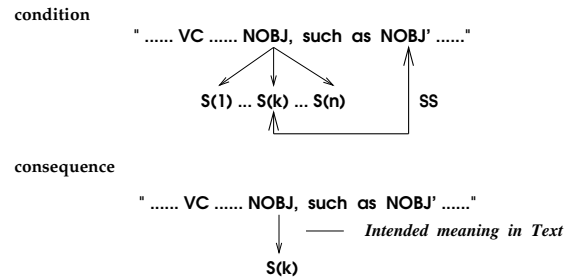 condition
" ...... VC ...... NOBJ, such as NOBJ' ......"
S(1) ... S(k) ... S(n) SS
consequence
" ...... VC ...... NOBJ, such as NOBJ' ......"
Intended meaning in Text
S(k)